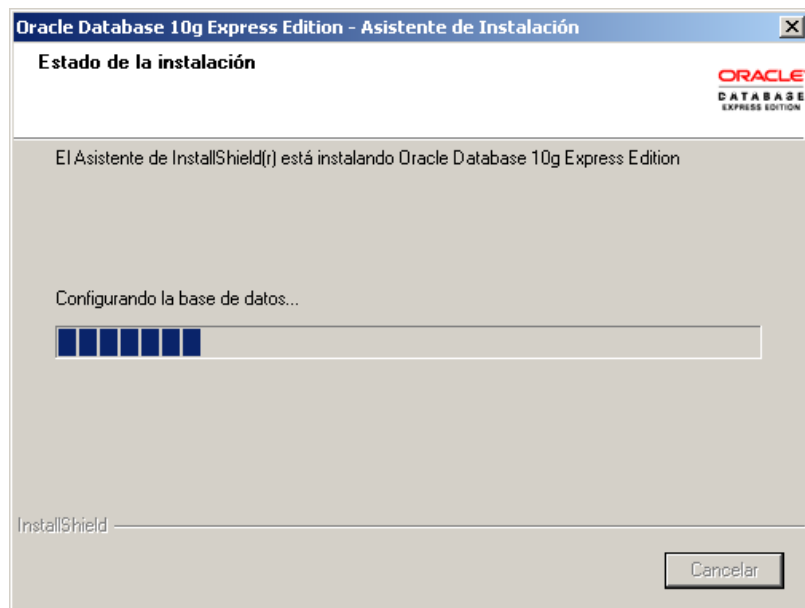 Oracle Database 10g Express Edition - Asistente de Instalación
Estado de la instalación
ORACLE
DATABASE
EXPRESS EDITION
El Asistente de InstallShield(r) está instalando Oracle Database 10g Express Edition
Configurando la base de datos...
InstallShield
Cancelar